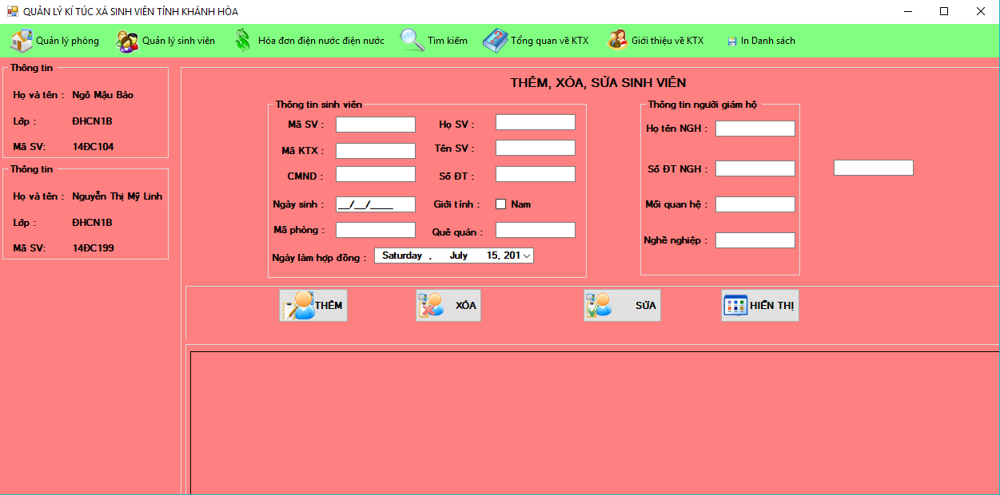 QUẢN LÝ KÍ TÚC XÁ SINH VIÊN TỈNH KHÁNH HÒA
Quản lý phòng Quản lý sinh viên Hóa đơn điện nước điện nước Tìm kiếm Tổng quan về KTX Giới thiệu về KTX In Danh sách
Thông tin
Họ và tên : Ngô Mậu Bảo
Lớp : ĐHCN1B
Mã SV: 14ĐC104
Thông tin
Họ và tên : Nguyễn Thị Mỹ Linh
Lớp : ĐHCN1B
Mã SV: 14ĐC199
THÊM, XÓA, SỬA SINH VIÊN
Thông tin sinh viên
Mã SV : Họ SV :
Mã KTX : Tên SV :
CMND : Số ĐT :
Ngày sinh : __/__/____ Giới tính : Nam
Mã phòng : Quê quán :
Ngày làm hợp đồng : Saturday , July 15, 201
Thông tin người giám hộ
Họ tên NGH :
Số ĐT NGH :
Mối quan hệ :
Nghề nghiệp :
THÊM XÓA SỬA HIỂN THỊ